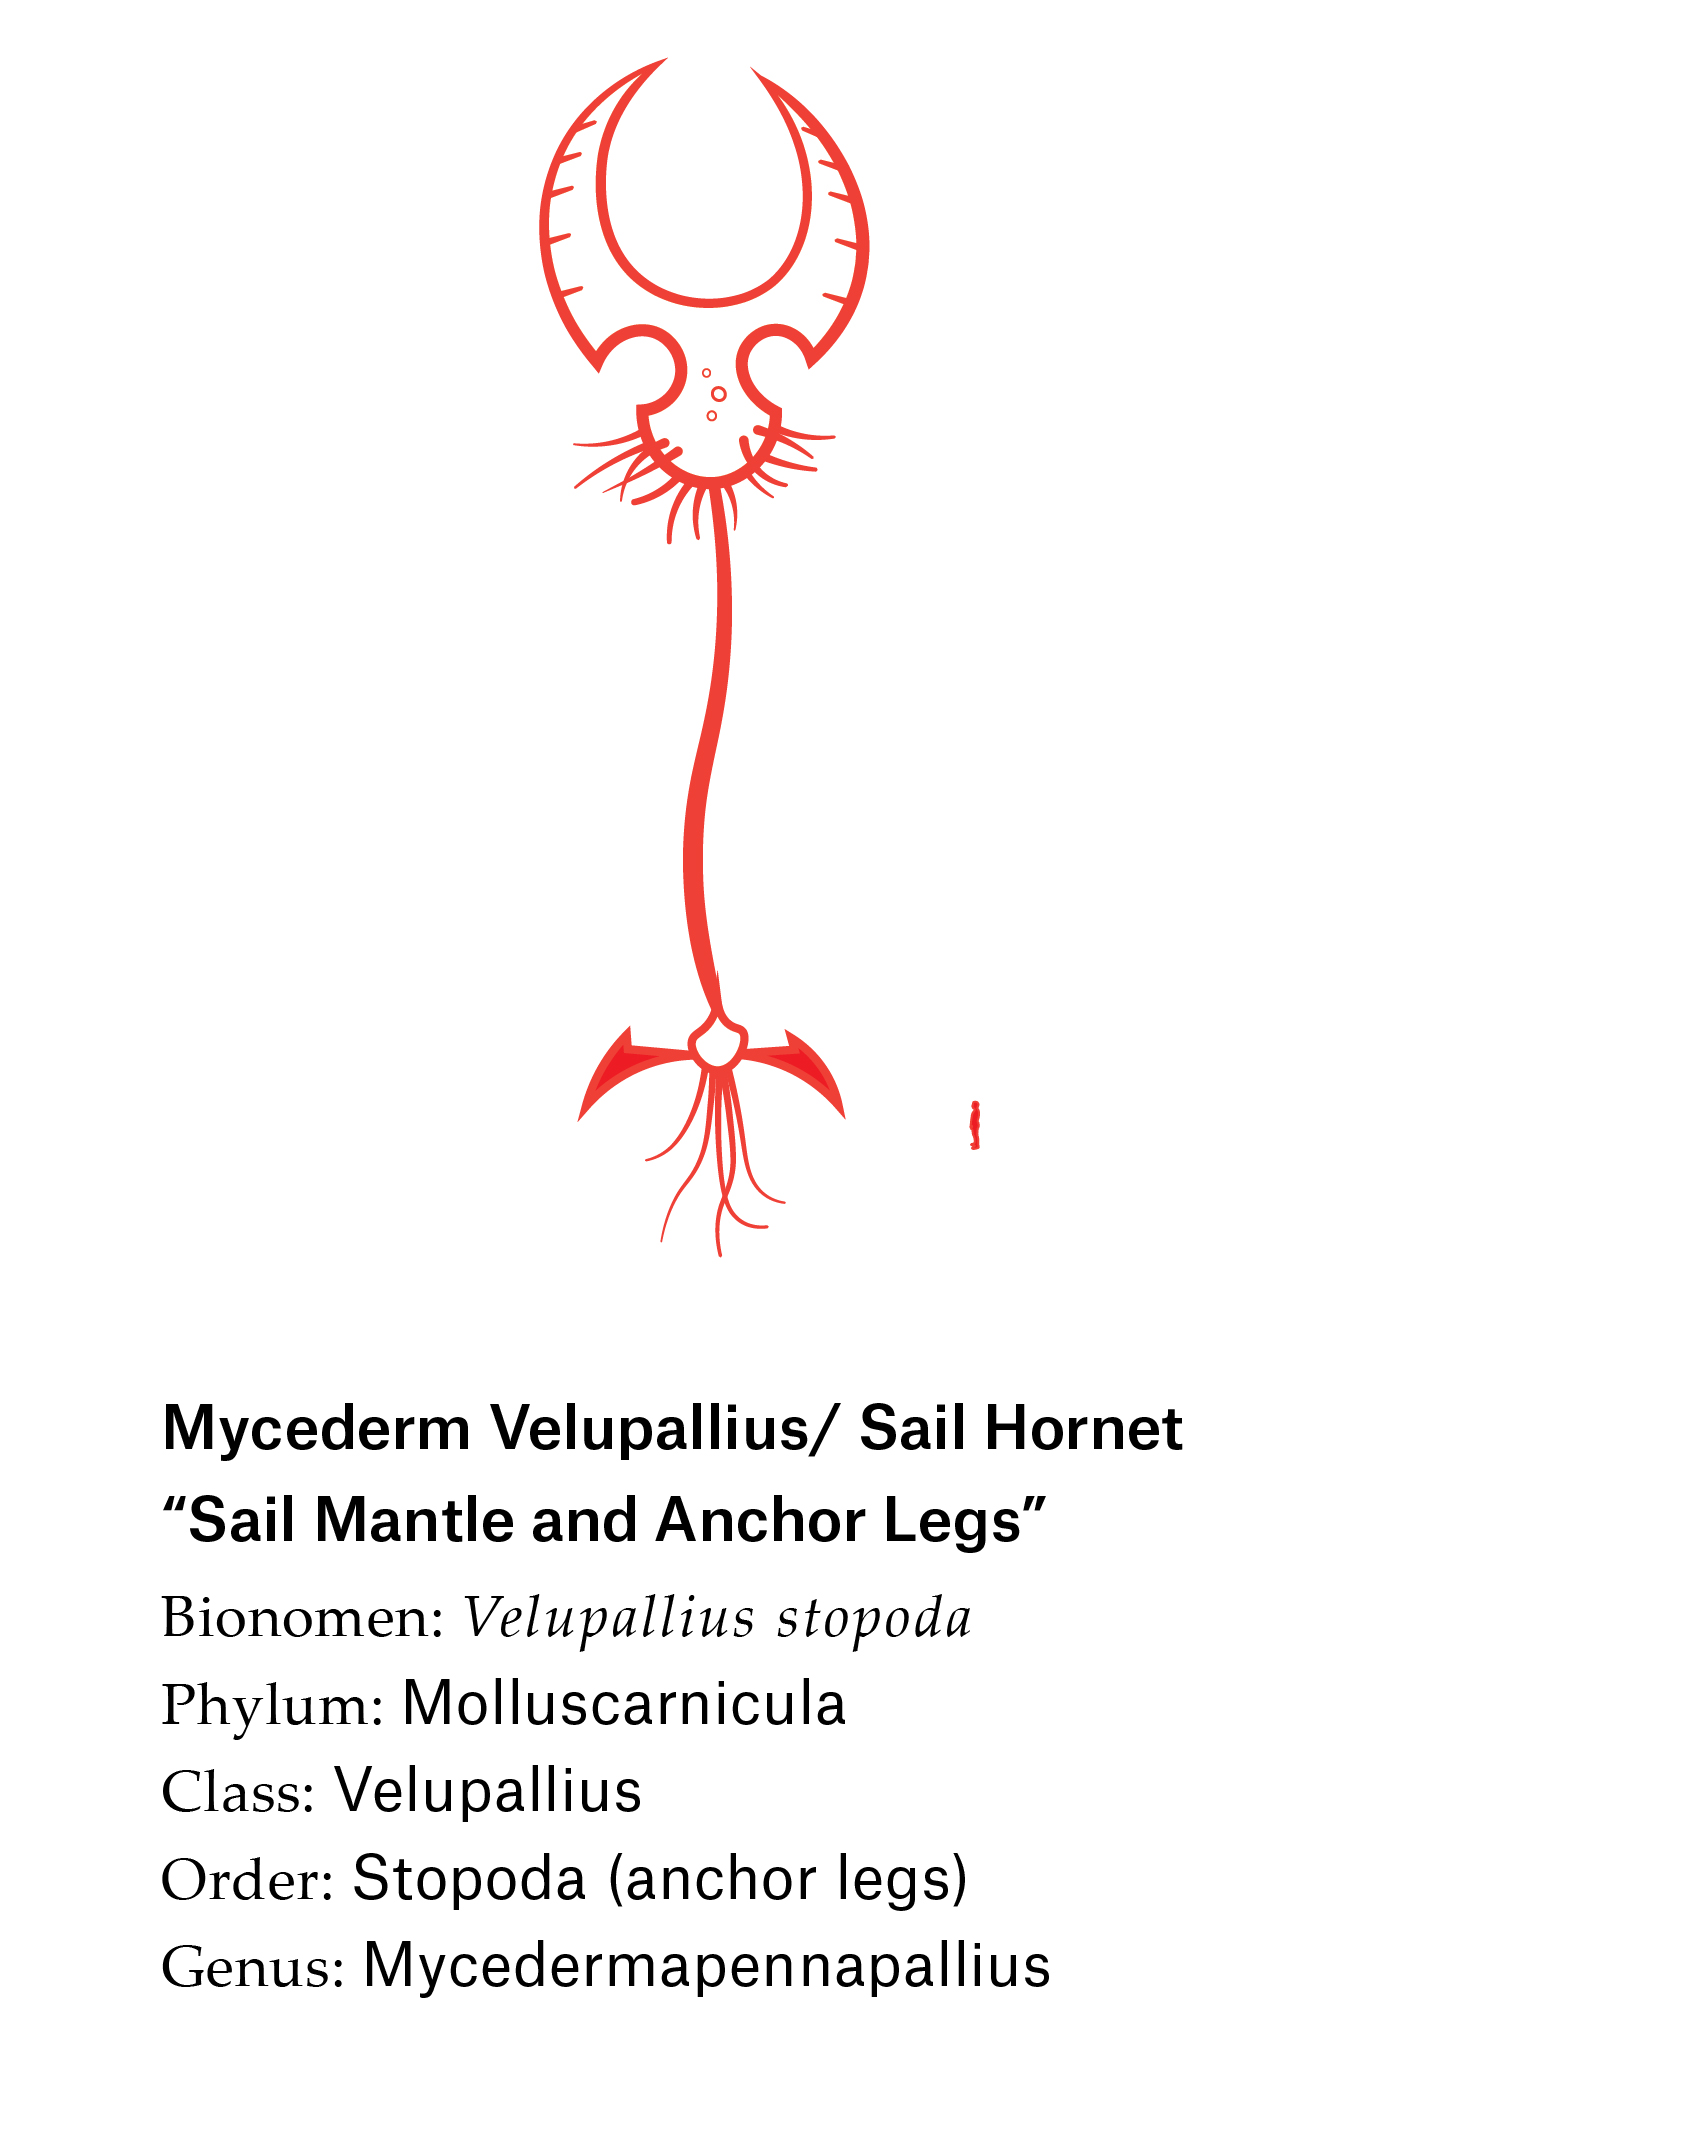 Mycederm Velupallius/ Sail Hornet
“Sail Mantle and Anchor Legs”
Bionomen: Velupallius stopoda
Phylum: Molluscarnicula
Class: Velupallius
Order: Stopoda (anchor legs)
Genus: Mycedermapennapallius